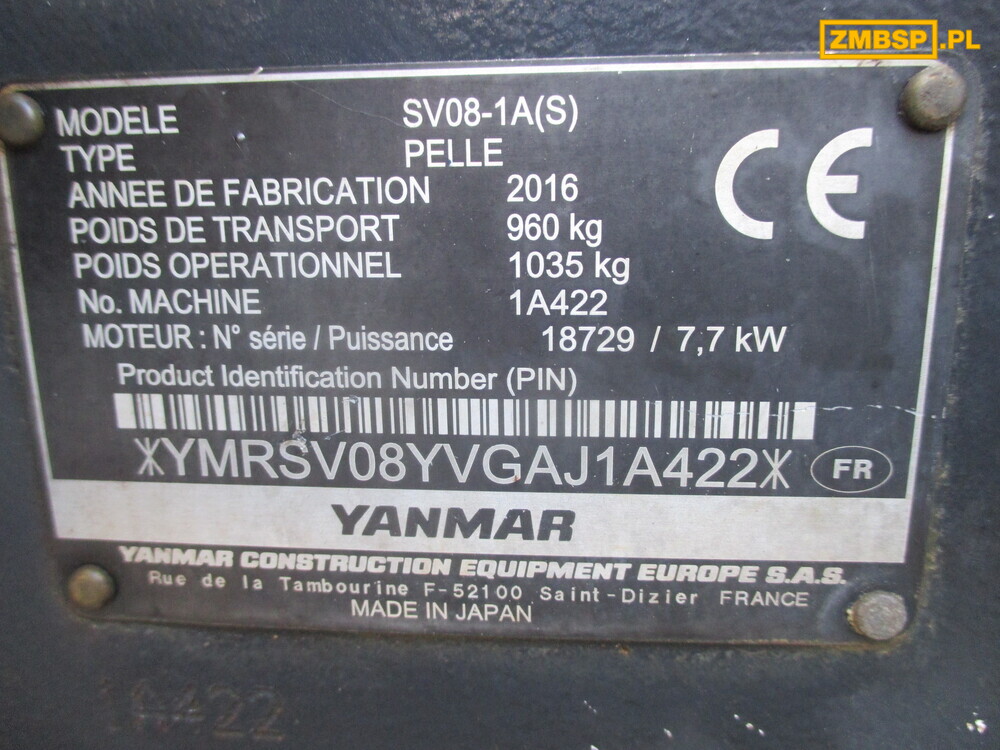 ZMBSP.PL
MODELE SV08-1A(S)
TYPE PELLE
ANNEE DE FABRICATION 2016
POIDS DE TRANSPORT 960 kg
POIDS OPERATIONNEL 1035 kg
No. MACHINE 1A422
MOTEUR : N° série / Puissance 18729 / 7,7 kW
Product Identification Number (PIN)
YMRSV08YVGAJ1A422
FR
YANMAR
YANMAR CONSTRUCTION EQUIPMENT EUROPE S.A.S.
Rue de la Tambourine F-52100 Saint-Dizier FRANCE
MADE IN JAPAN
CE
1A422